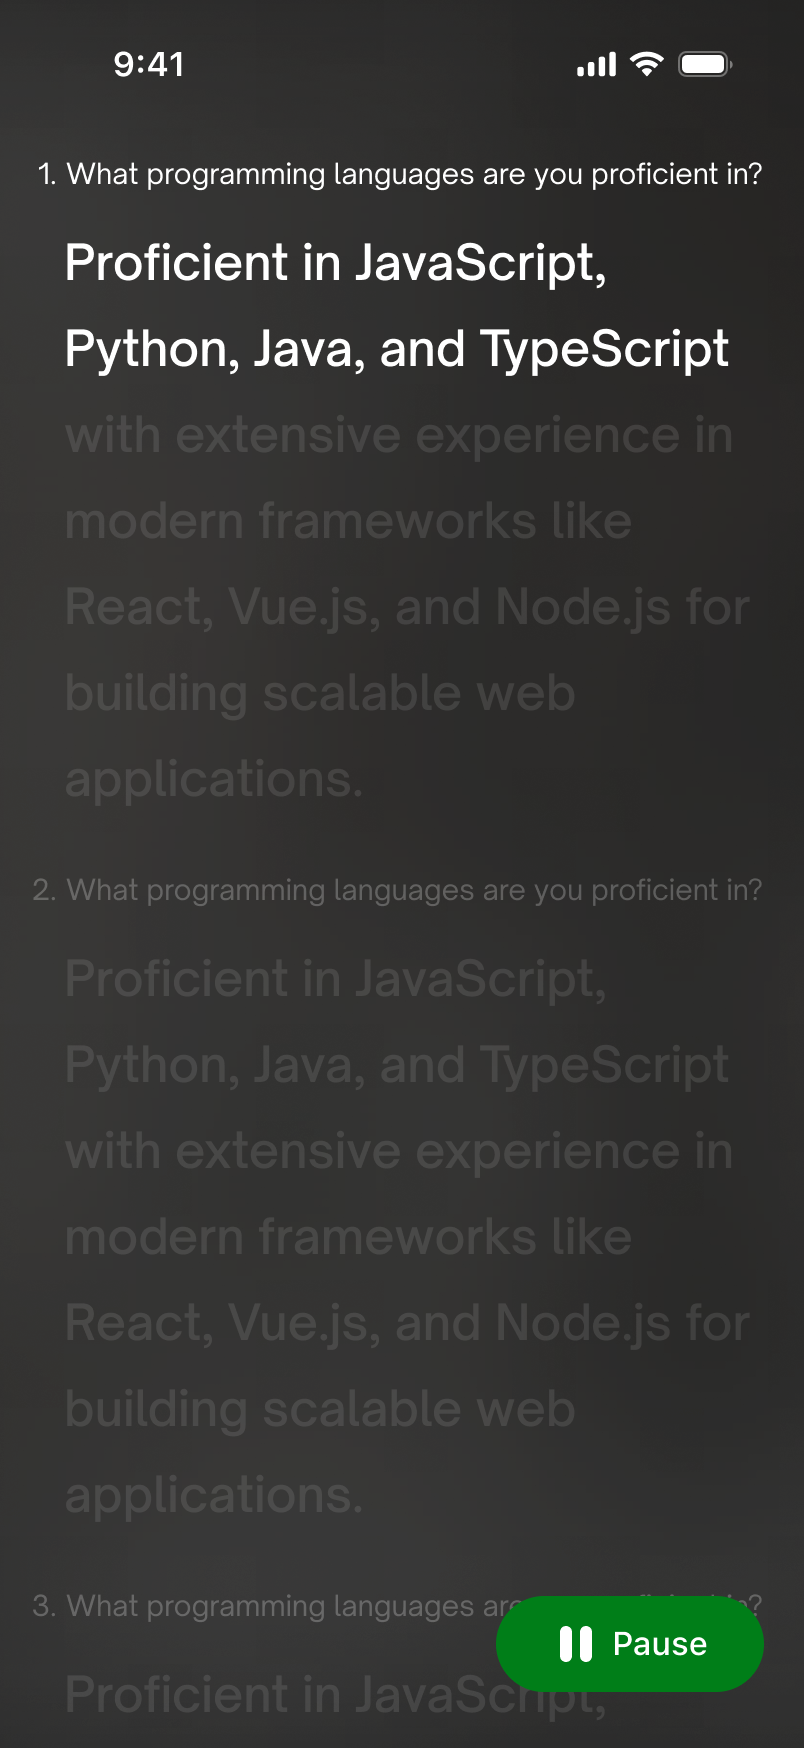 9:41
1. What programming languages are you proficient in?
Proficient in JavaScript,
Python, Java, and TypeScript
with extensive experience in
modern frameworks like
React, Vue.js, and Node.js for
building scalable web
applications.
2. What programming languages are you proficient in?
Proficient in JavaScript,
Python, Java, and TypeScript
with extensive experience in
modern frameworks like
React, Vue.js, and Node.js for
building scalable web
applications.
3. What programming languages are
Pause
Proficient in JavaScript,